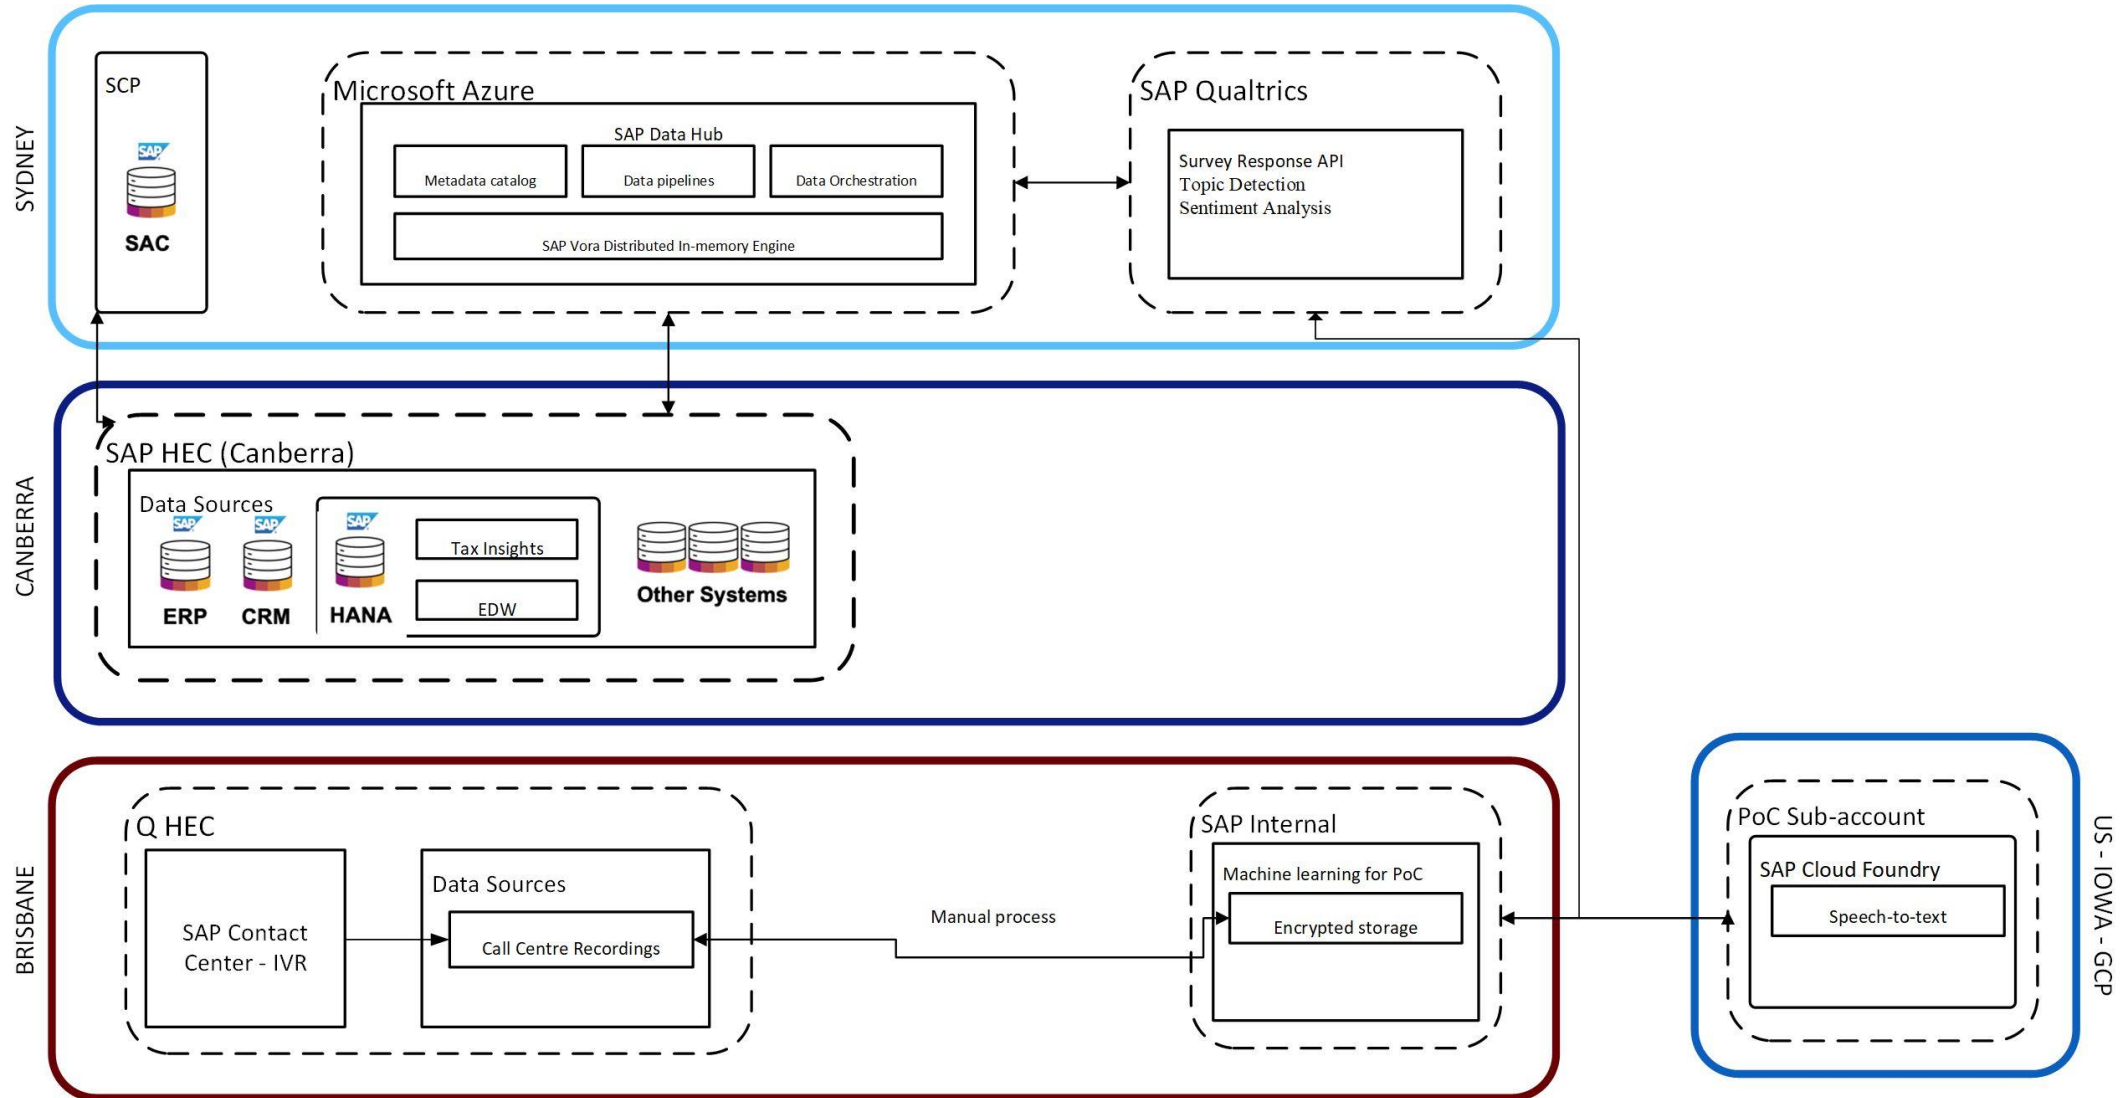 SYDNEY
SCP
SAP
SAC
Microsoft Azure
SAP Data Hub
Metadata catalog
Data pipelines
Data Orchestration
SAP Vora Distributed In-memory Engine
SAP Qualtrics
Survey Response API
Topic Detection
Sentiment Analysis
CANBERRA
SAP HEC (Canberra)
Data Sources
SAP
ERP
SAP
CRM
SAP
HANA
Tax Insights
EDW
Other Systems
BRISBANE
Q HEC
SAP Contact
Center - IVR
Data Sources
Call Centre Recordings
Manual process
SAP Internal
Machine learning for PoC
Encrypted storage
PoC Sub-account
SAP Cloud Foundry
Speech-to-text
US - IOWA - GCP